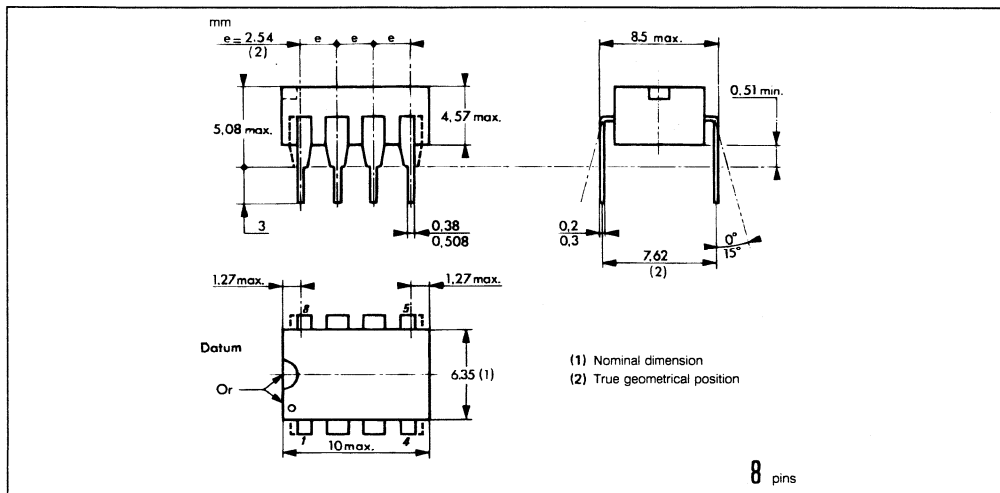 mm
e = 2.54
(2)
e
e
e
5,08 max.
4,57 max.
3
0,38
0,508
8.5 max.
0,51 min.
0,2
0,3
7,62
(2)
0°
15°
1,27 max.
1,27 max.
8
5
Datum
Or
6.35 (1)
1
4
10 max.
(1) Nominal dimension
(2) True geometrical position
8 pins